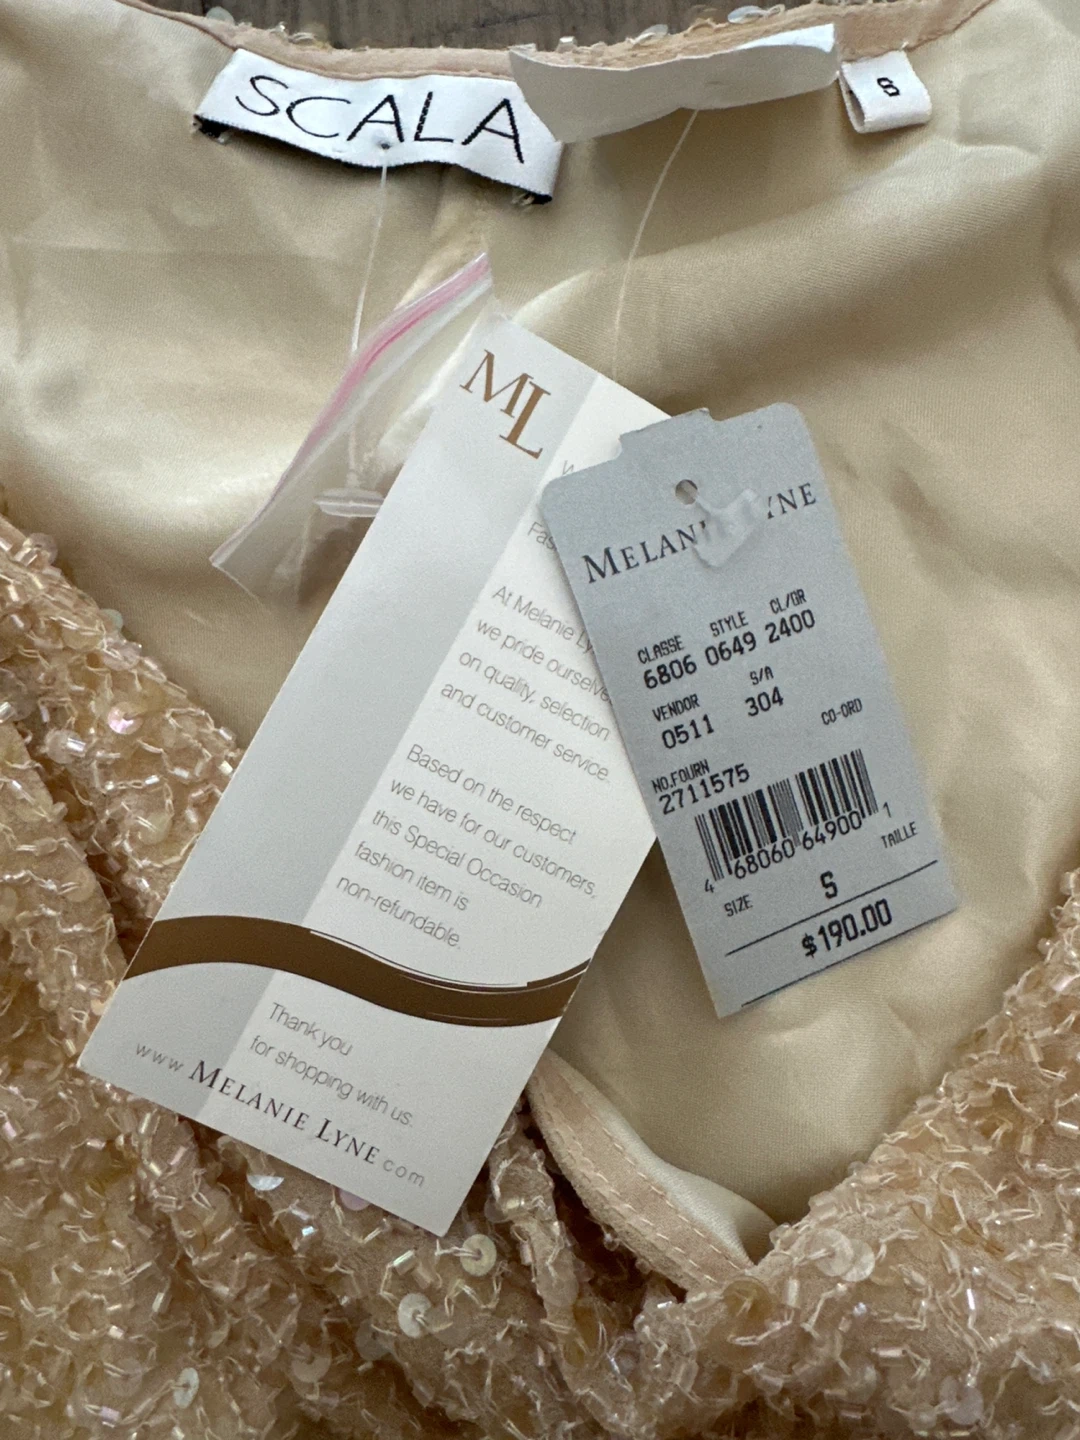 SCALA
8
ML
At Melanie
we pride ourselves
on quality, selection
and customer service.
Based on the respect
we have for our customers,
this Special Occasion
fashion item is
non-refundable.
Thank you
for shopping with us.
www MELANIE LYNE com
MELAN YNE
CLASSE STYLE CL/GR
6806 0649 2400
VENDOR S/A
0511 304
CO-ORD
NO.FOURN
2711575
4 68060 64900 1
SIZE S TAILLE
$190.00